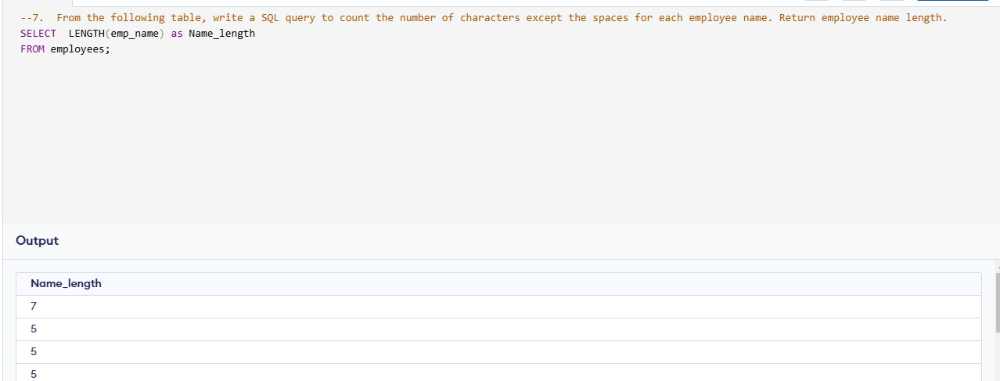 --7.  From the following table, write a SQL query to count the number of characters except the spaces for each employee name. Return employee name length.
SELECT  LENGTH(emp_name) as Name_length
FROM employees;
Output
Name_length
7
5
5
5